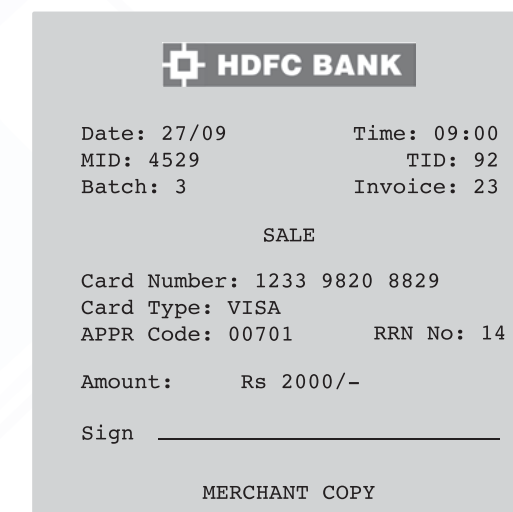 HDFC BANK
Date: 27/09 Time: 09:00
MID: 4529 TID: 92
Batch: 3 Invoice: 23
SALE
Card Number: 1233 9820 8829
Card Type: VISA
APPR Code: 00701 RRN No: 14
Amount: Rs 2000/-
Sign
MERCHANT COPY